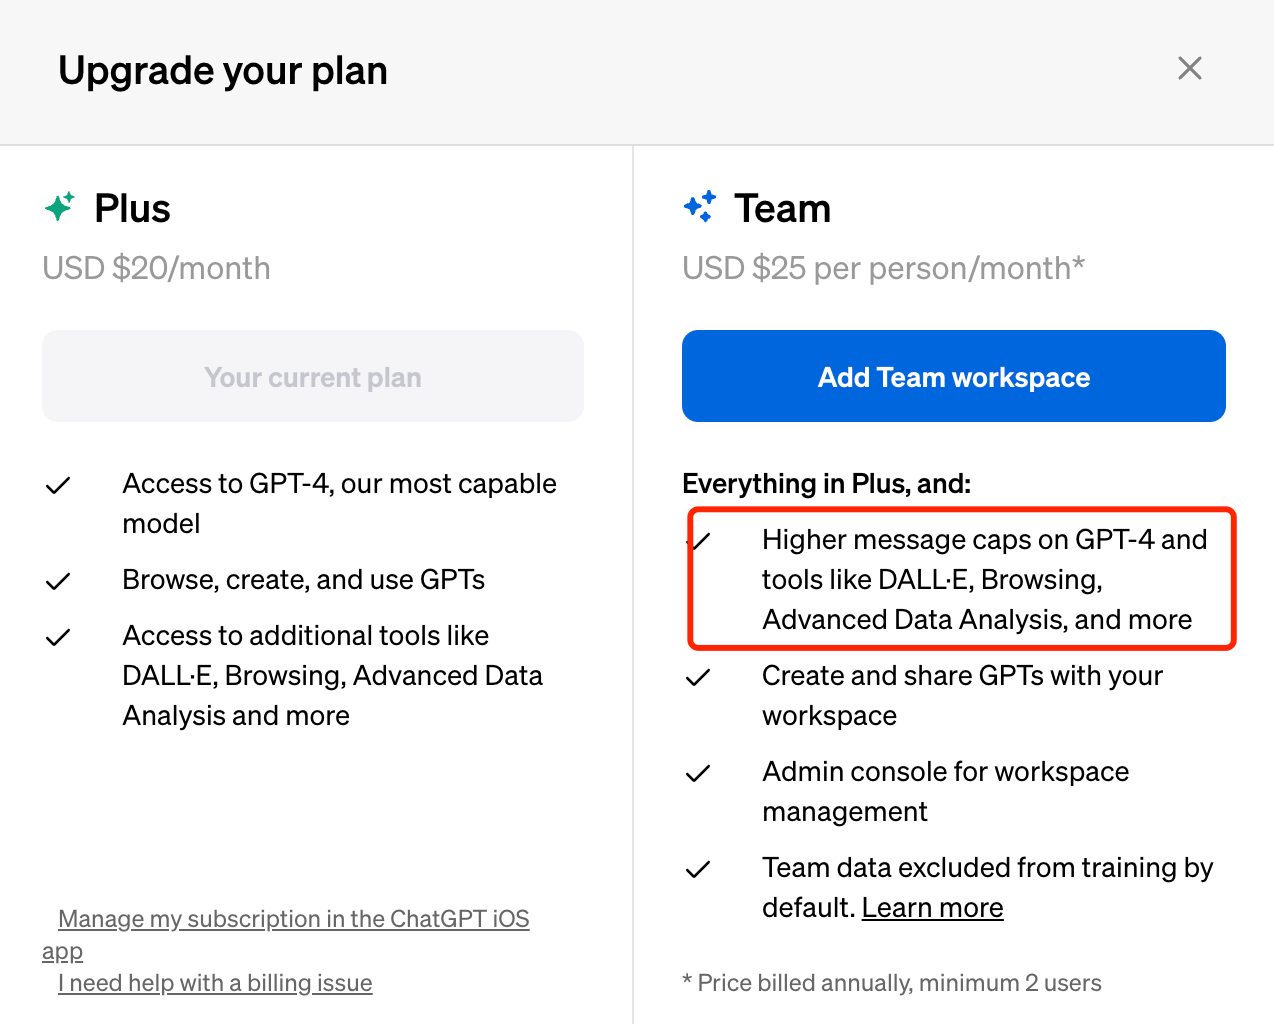 Upgrade your plan
Plus
USD $20/month
Your current plan
Access to GPT-4, our most capable
model
Browse, create, and use GPTs
Access to additional tools like
DALL·E, Browsing, Advanced Data
Analysis and more
Manage my subscription in the ChatGPT iOS
app
I need help with a billing issue
Team
USD $25 per person/month*
Add Team workspace
Everything in Plus, and:
Higher message caps on GPT-4 and
tools like DALL·E, Browsing,
Advanced Data Analysis, and more
Create and share GPTs with your
workspace
Admin console for workspace
management
Team data excluded from training by
default. Learn more
* Price billed annually, minimum 2 users